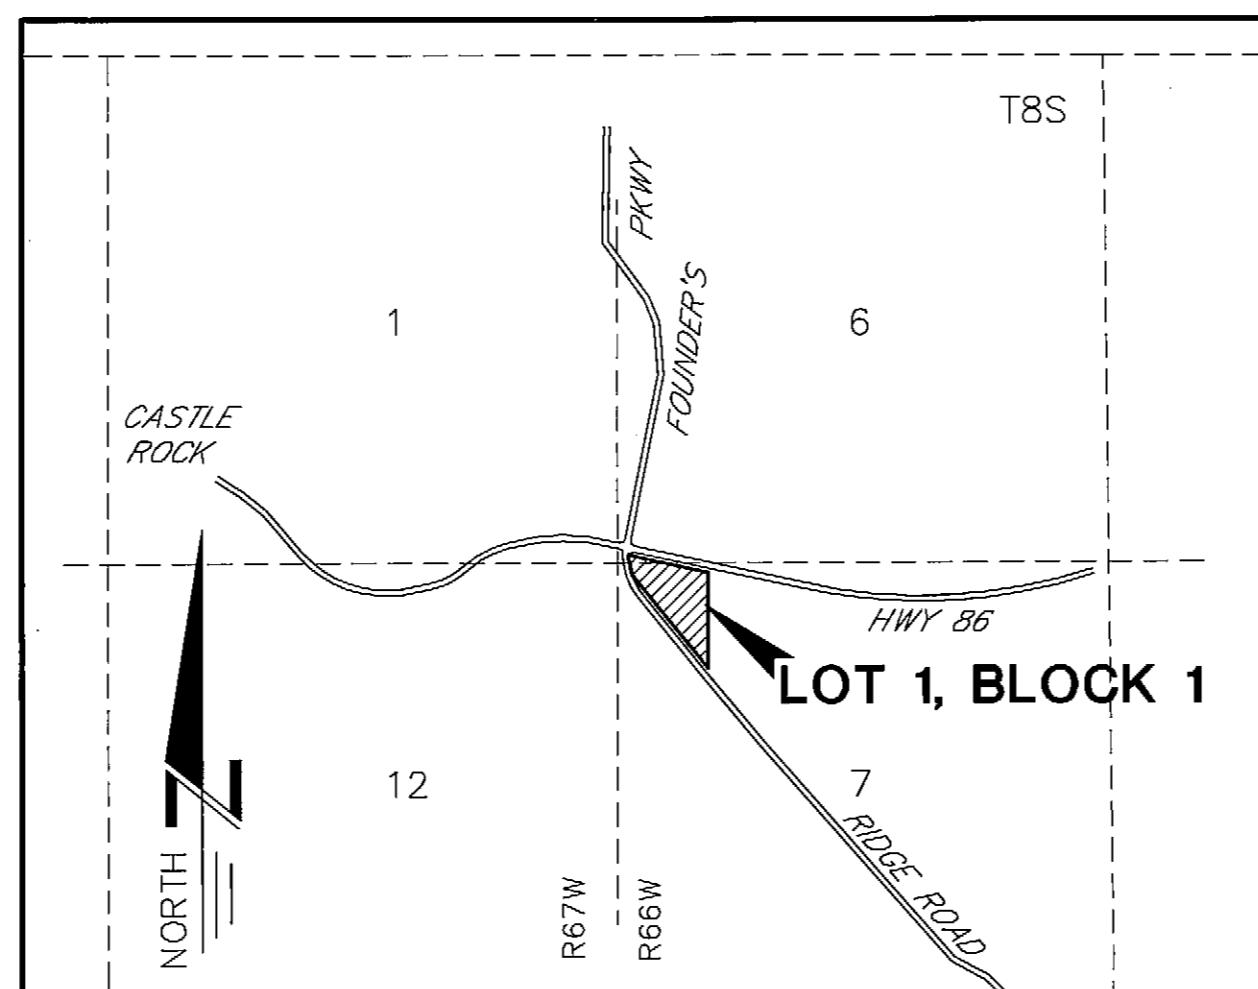 T8S
PKWY
FOUNDER'S
1
6
CASTLE
ROCK
HWY 86
LOT 1, BLOCK 1
12
7
RIDGE ROAD
NORTH
R67W
R66W